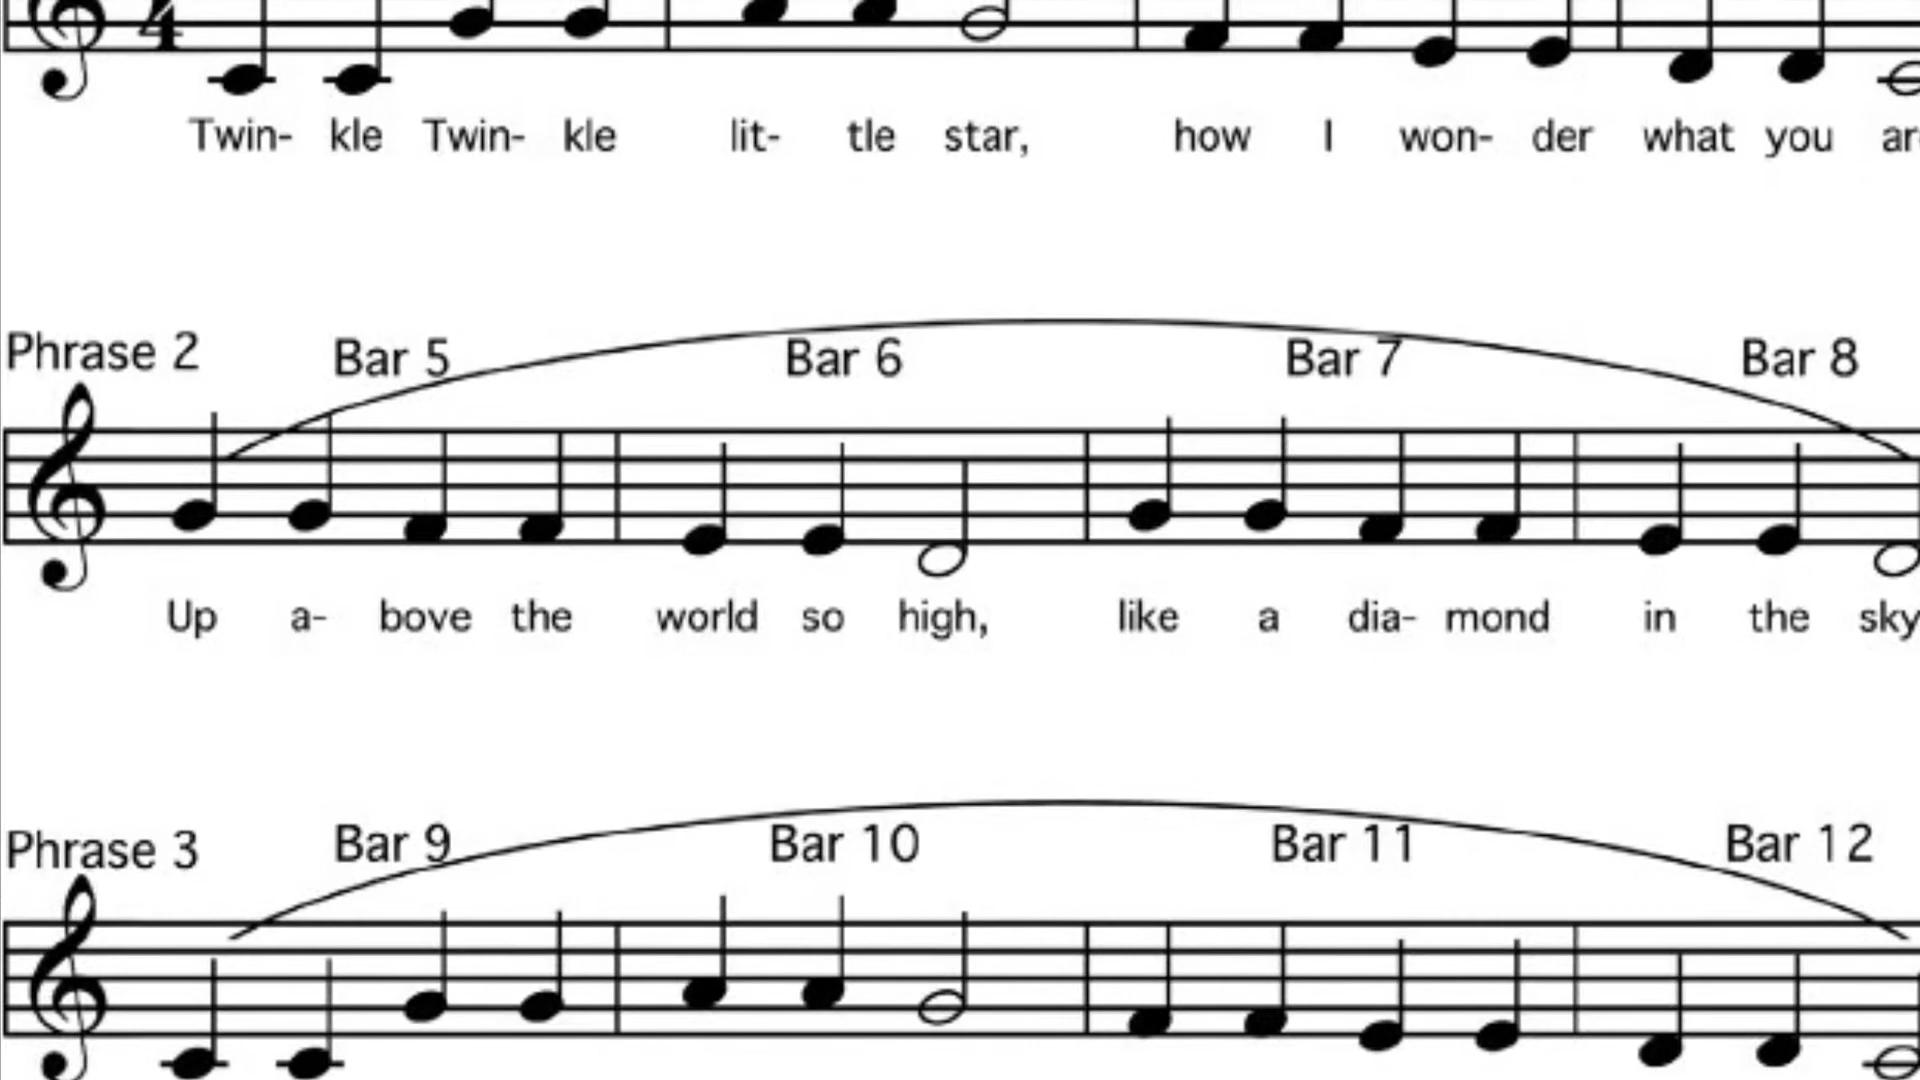 4
Twin- kle Twin- kle lit- tle star, how I won- der what you
Phrase 2 Bar 5 Bar 6 Bar 7 Bar 8
Up a- bove the world so high, like a dia- mond in the sky
Phrase 3 Bar 9 Bar 10 Bar 11 Bar 12